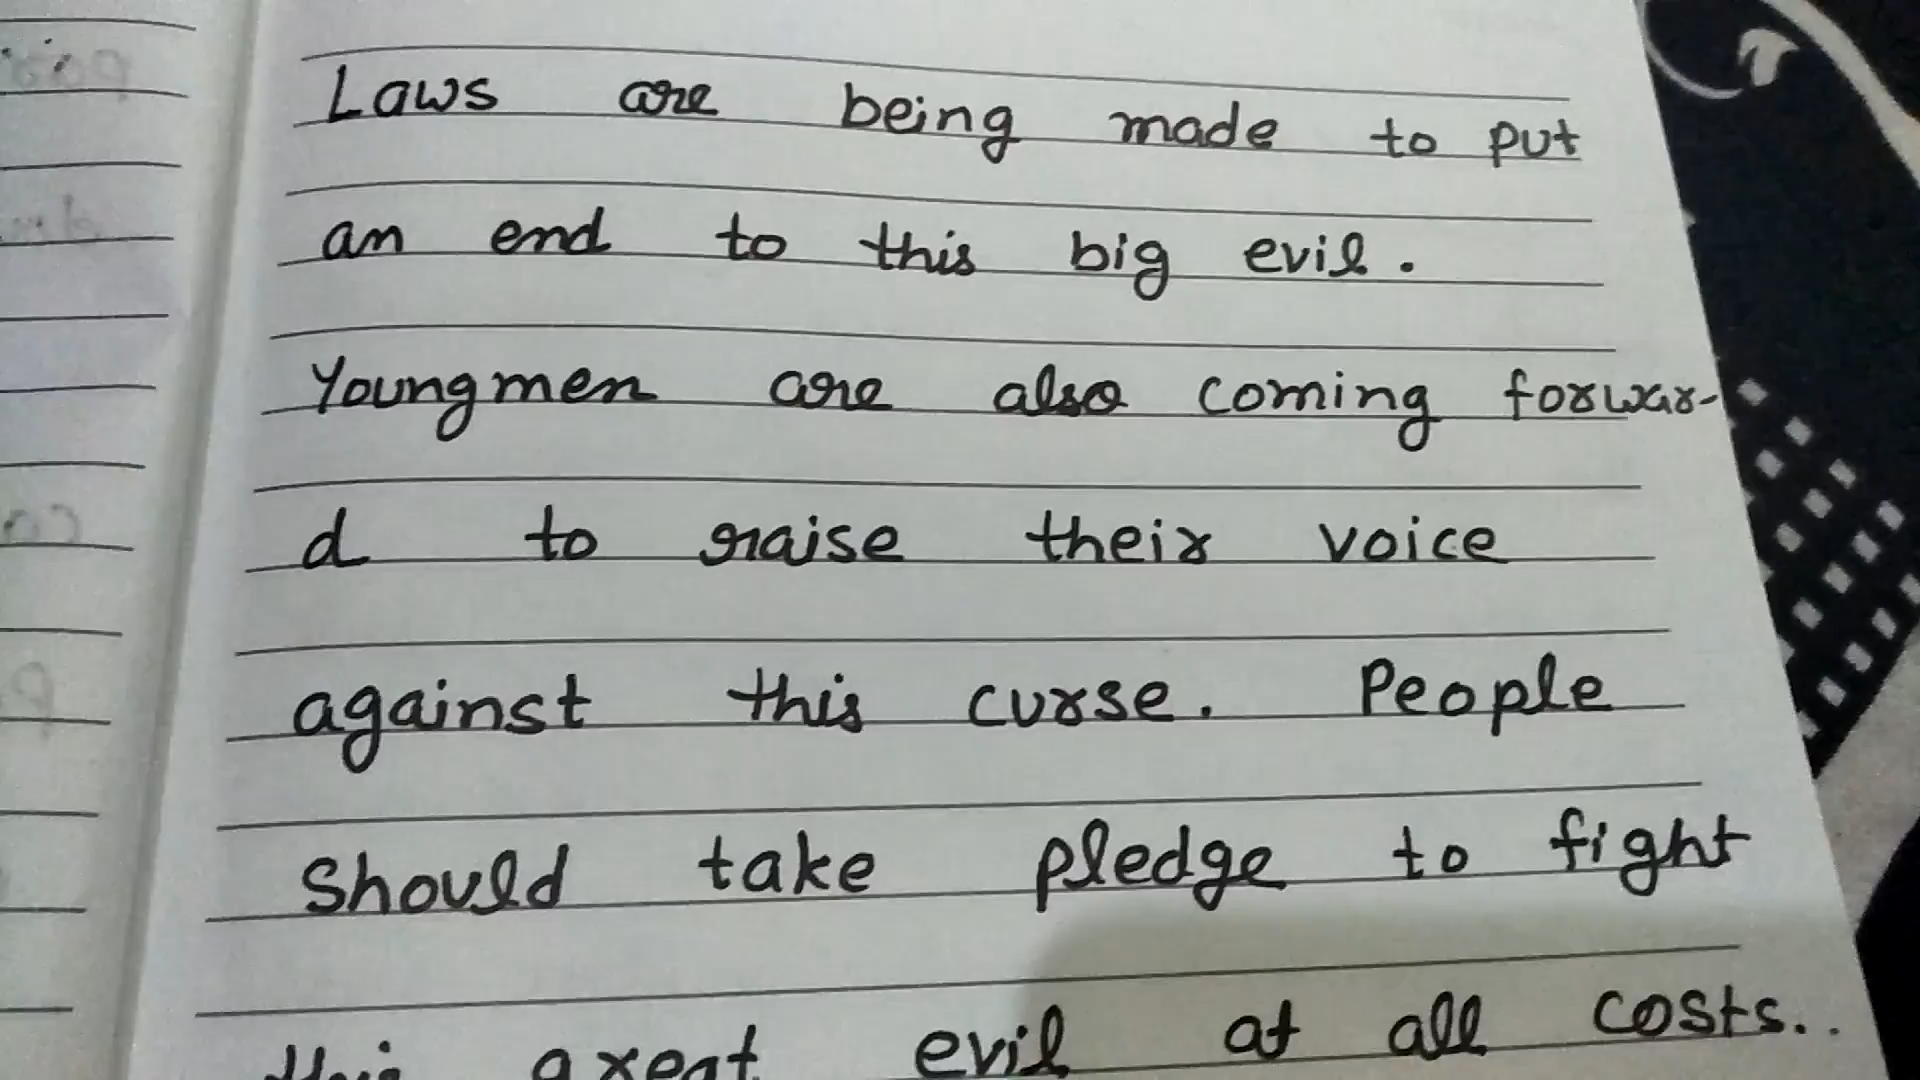 Laws are being made to put
an end to this big evil.
Youngmen are also coming forwar-
d to raise their voice
against this curse. People
Should take pledge to fight
this great evil at all costs..